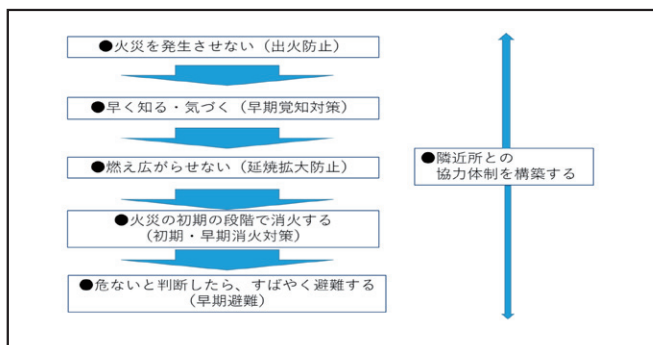 ●火災を発生させない（出火防止）
●早く知る・気づく（早期覚知対策）
●燃え広がらせない（延焼拡大防止）
●火災の初期の段階で消火する
（初期・早期消火対策）
●危ないと判断したら、すばやく避難する
（早期避難）
●隣近所との
協力体制を構築する